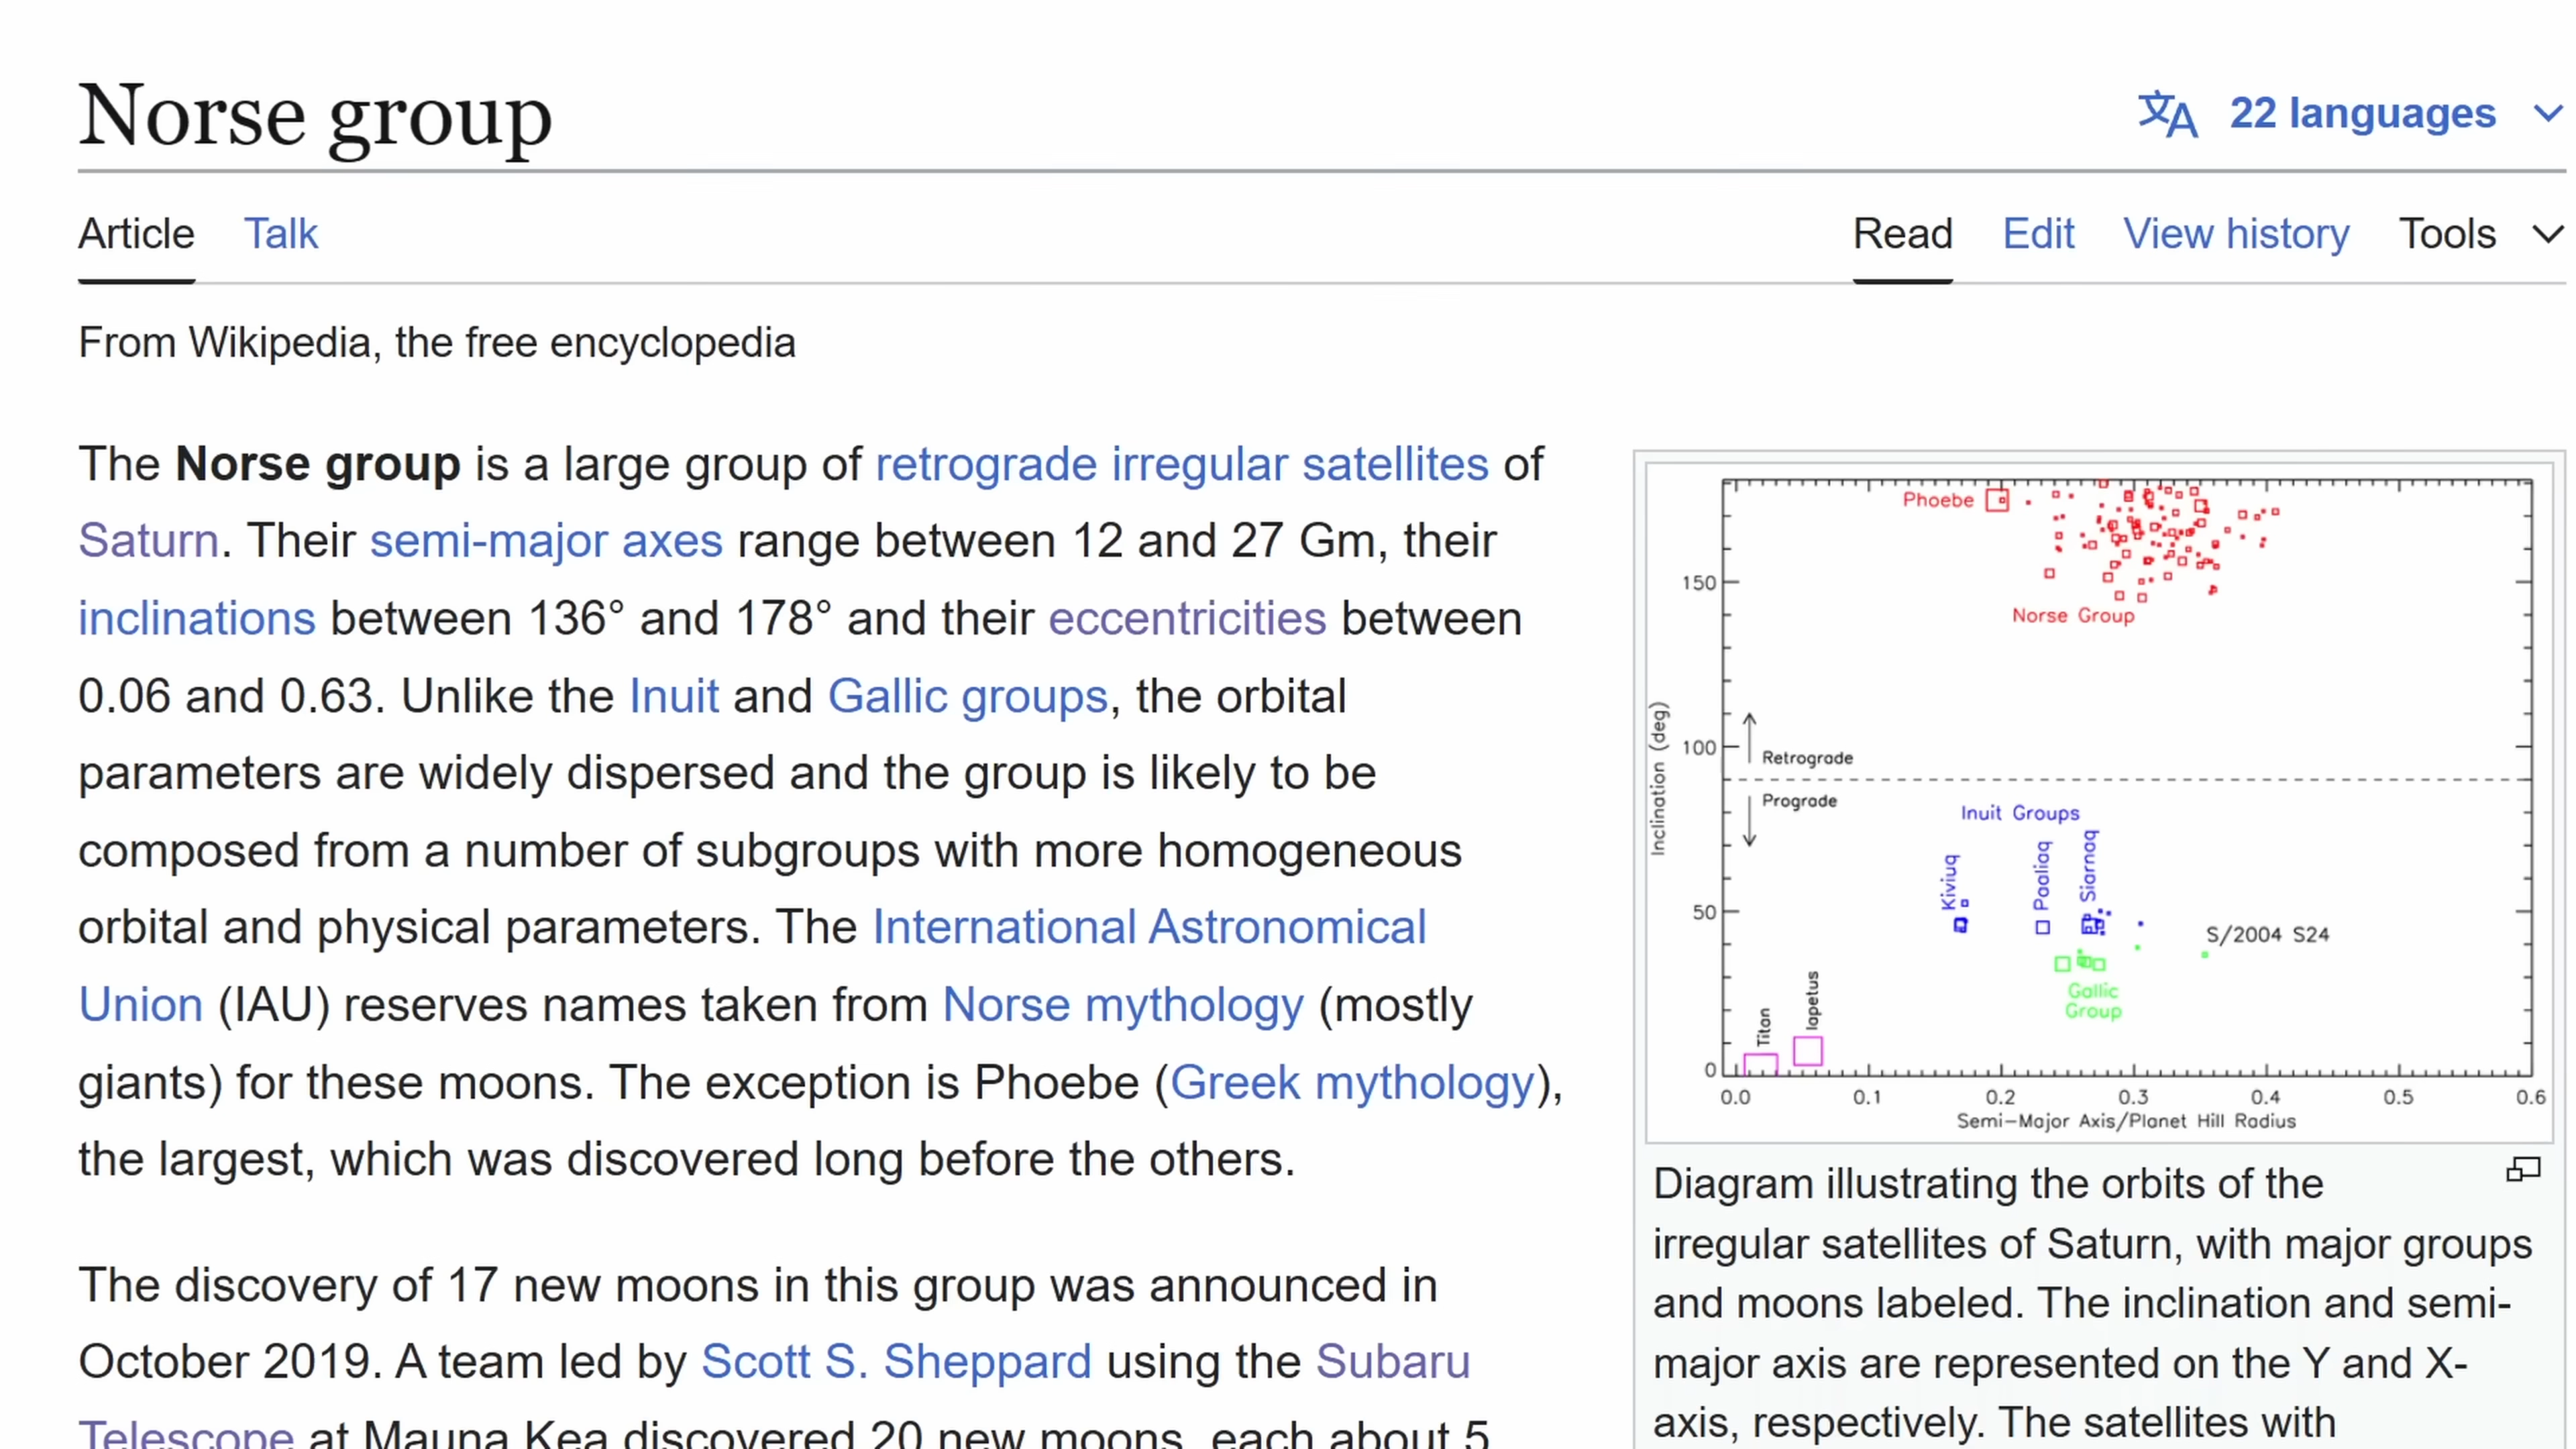 Norse group
22 languages
Article Talk
Read Edit View history Tools
From Wikipedia, the free encyclopedia
The Norse group is a large group of retrograde irregular satellites of
Saturn. Their semi-major axes range between 12 and 27 Gm, their
inclinations between 136° and 178° and their eccentricities between
0.06 and 0.63. Unlike the Inuit and Gallic groups, the orbital
parameters are widely dispersed and the group is likely to be
composed from a number of subgroups with more homogeneous
orbital and physical parameters. The International Astronomical
Union (IAU) reserves names taken from Norse mythology (mostly
giants) for these moons. The exception is Phoebe (Greek mythology),
the largest, which was discovered long before the others.
The discovery of 17 new moons in this group was announced in
October 2019. A team led by Scott S. Sheppard using the Subaru
Telescope at Mauna Kea discovered 20 new moons, each about 5
Phoebe
150
Norse Group
Inclination (deg)
100
Retrograde
Prograde
Inuit Groups
Kiviuq
Paaliaq
Siarnaq
50
S/2004 S24
Gallic
Group
Titan
Iapetus
0
0.0 0.1 0.2 0.3 0.4 0.5 0.6
Semi-Major Axis/Planet Hill Radius
Diagram illustrating the orbits of the
irregular satellites of Saturn, with major groups
and moons labeled. The inclination and semi-
major axis are represented on the Y and X-
axis, respectively. The satellites with